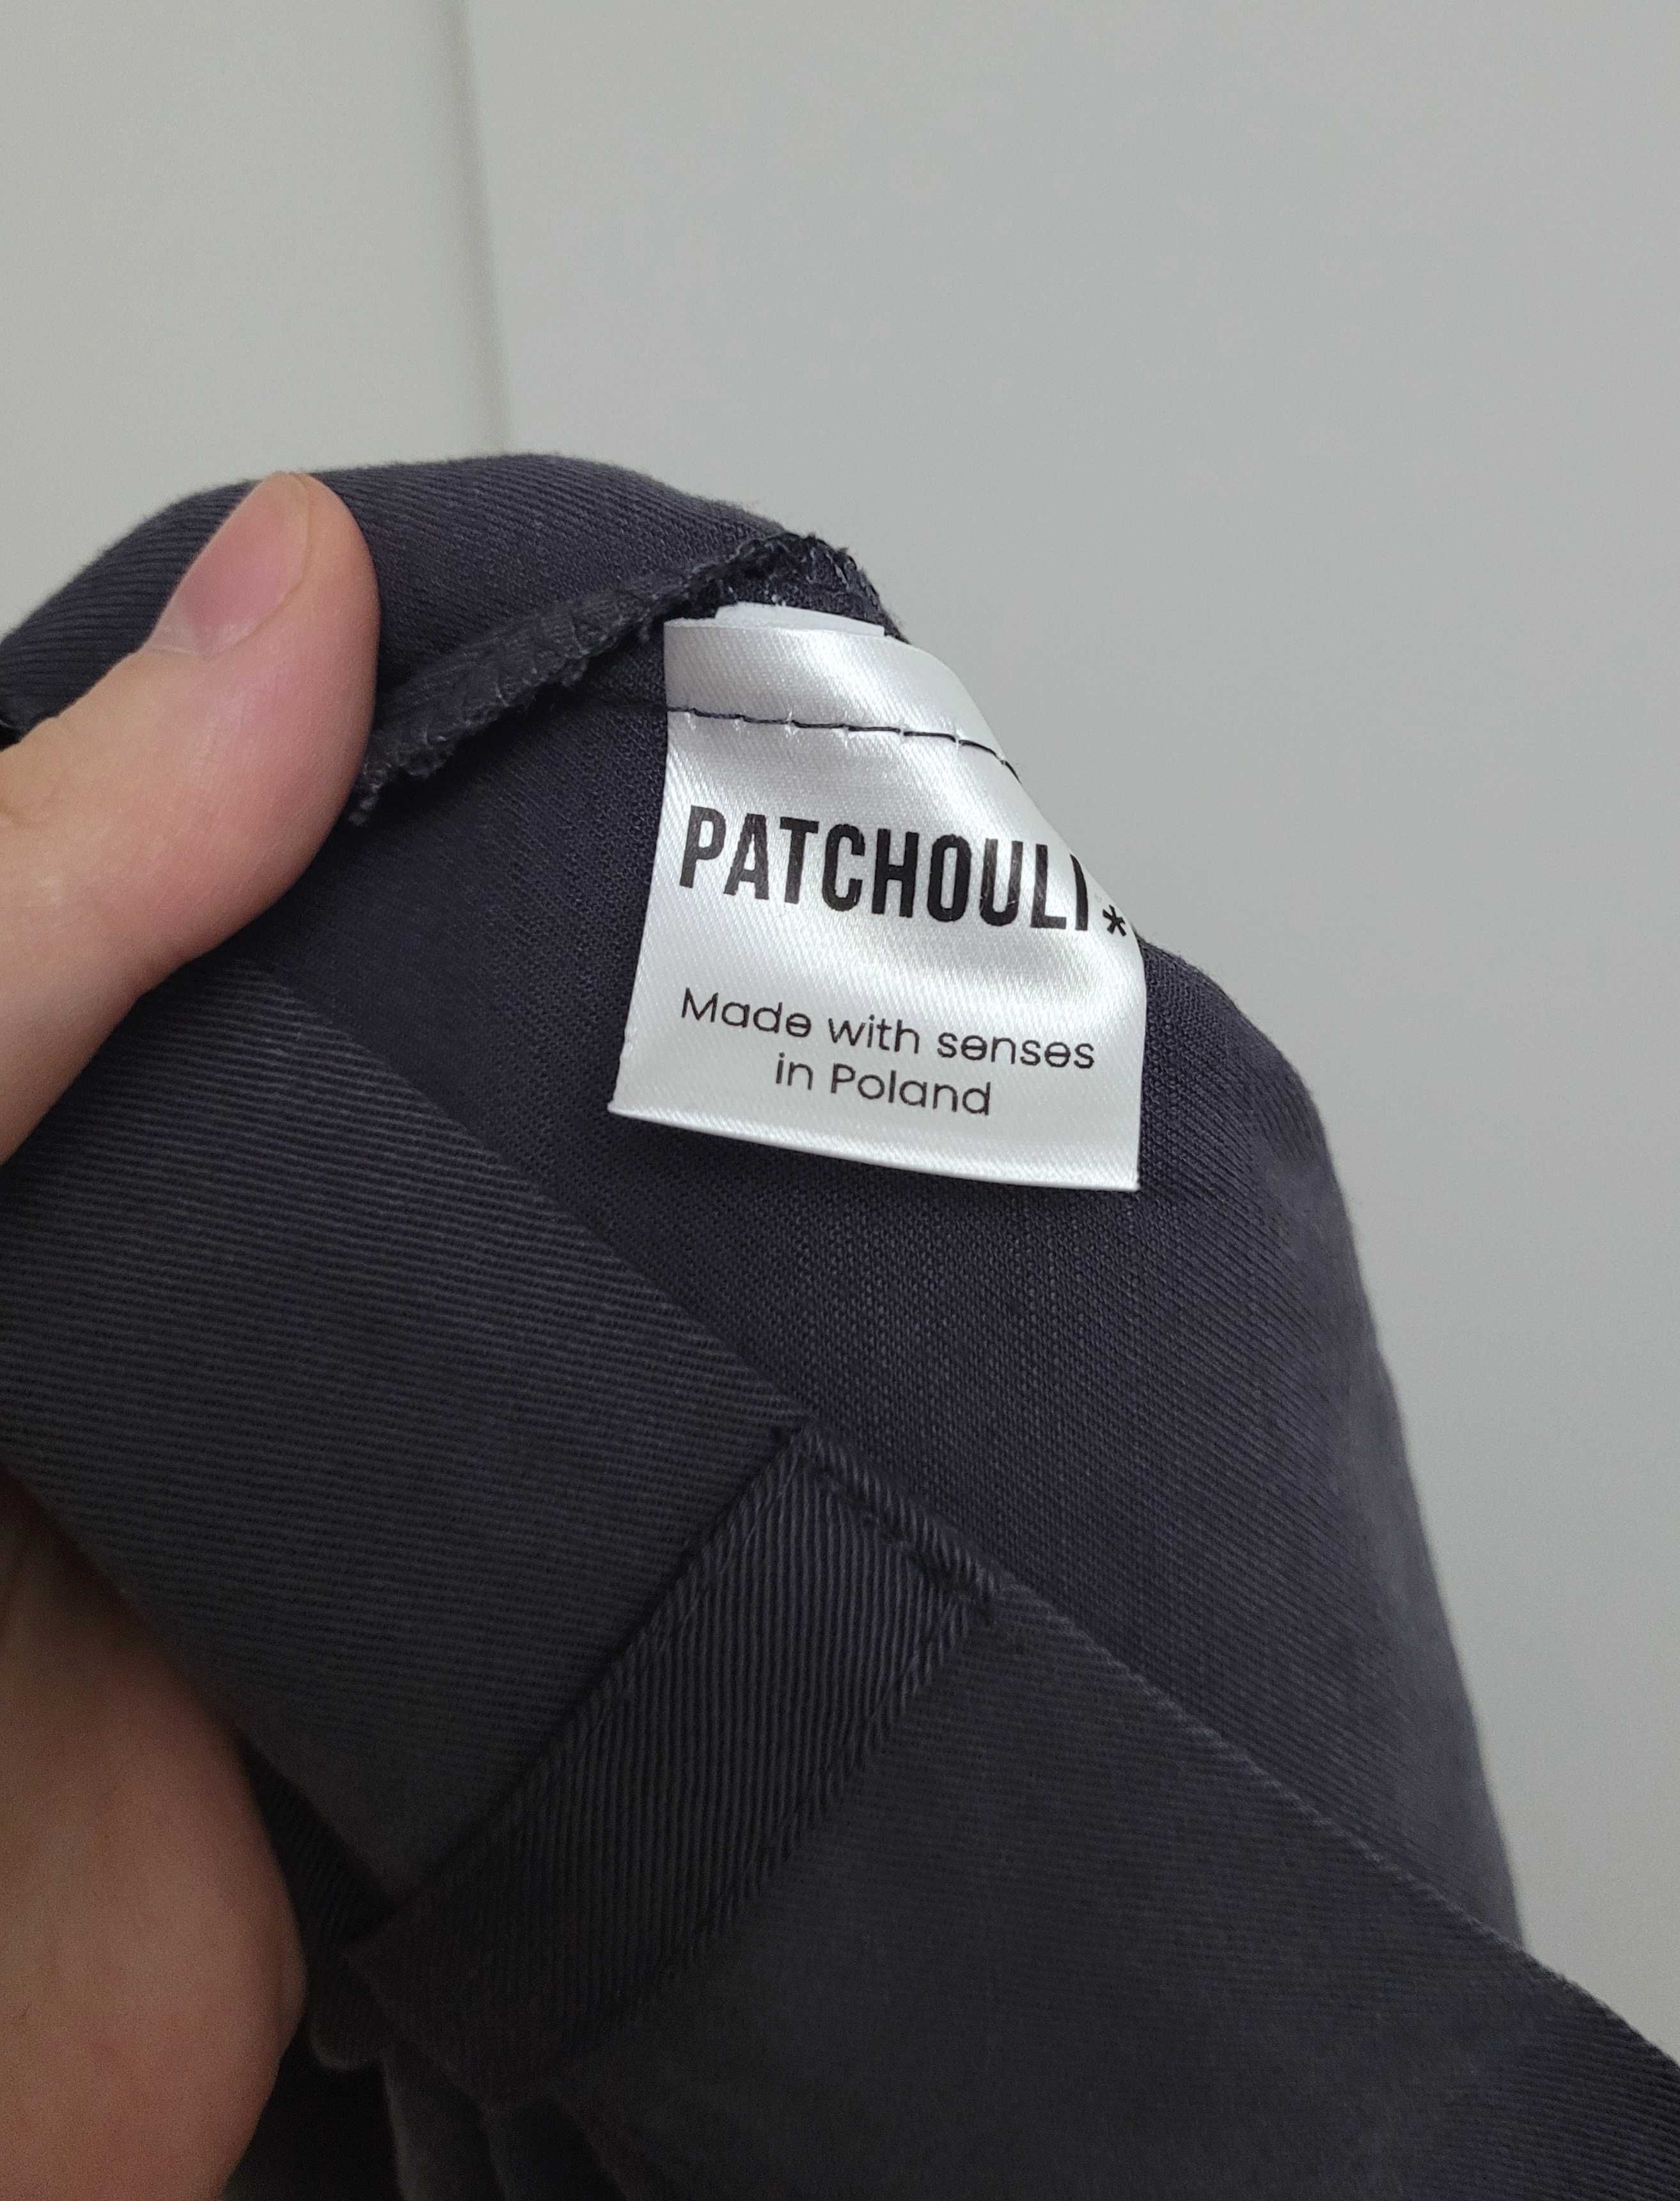 PATCHOULI*
Made with senses
in Poland